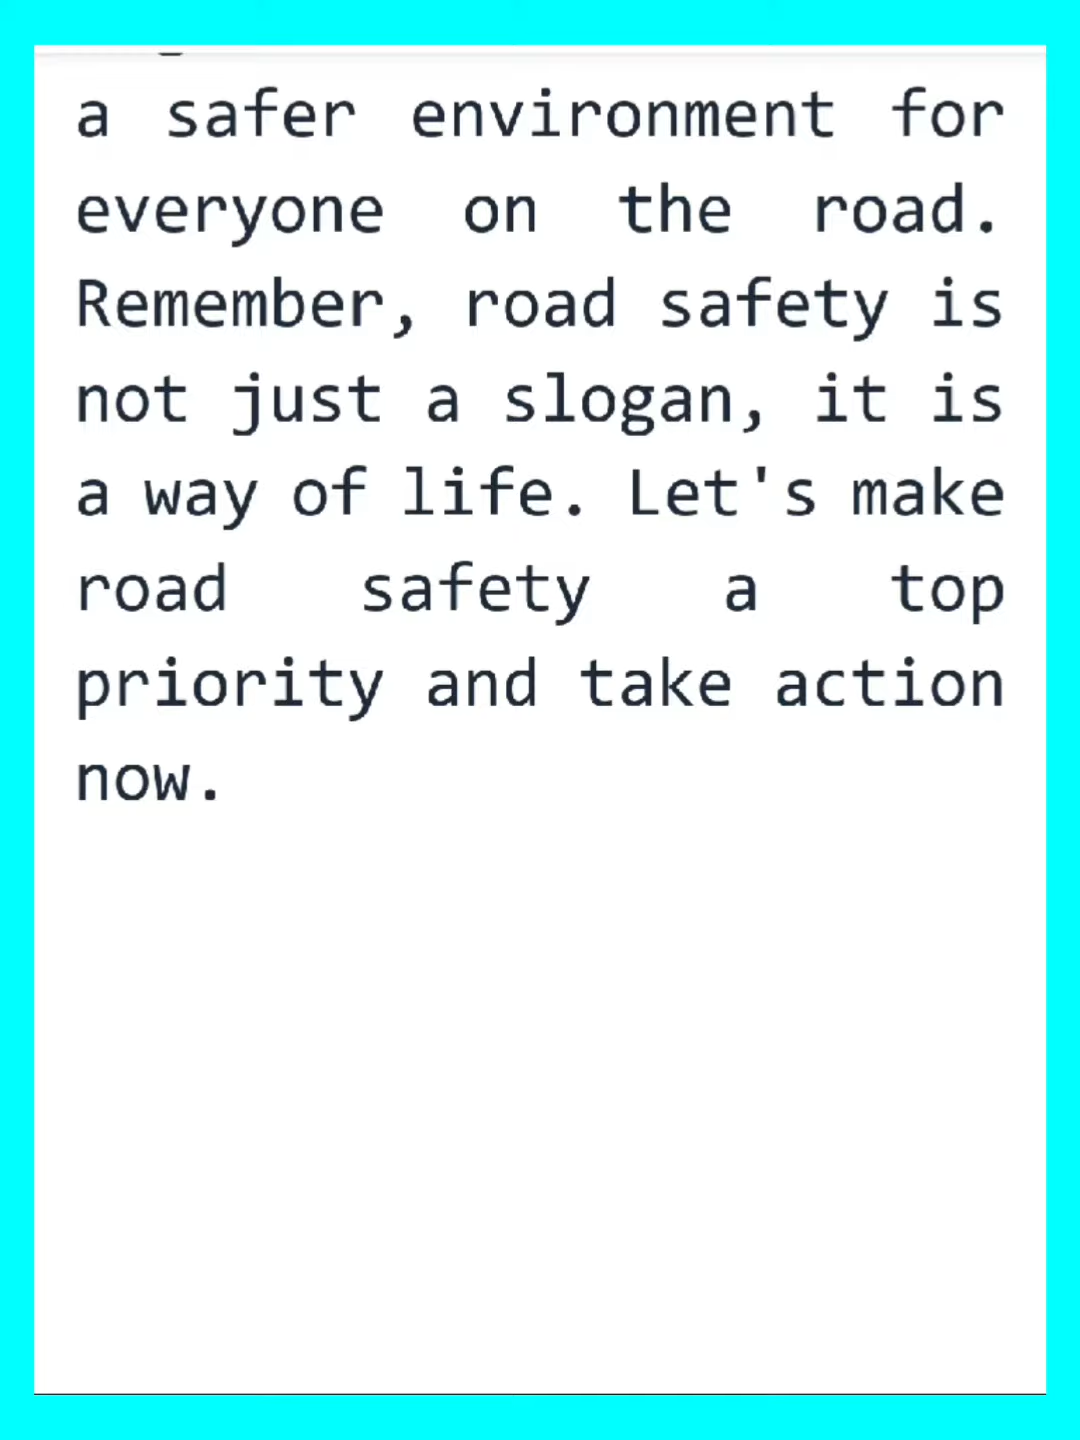 a safer environment for
everyone on the road.
Remember, road safety is
not just a slogan, it is
a way of life. Let's make
road safety a top
priority and take action
now.